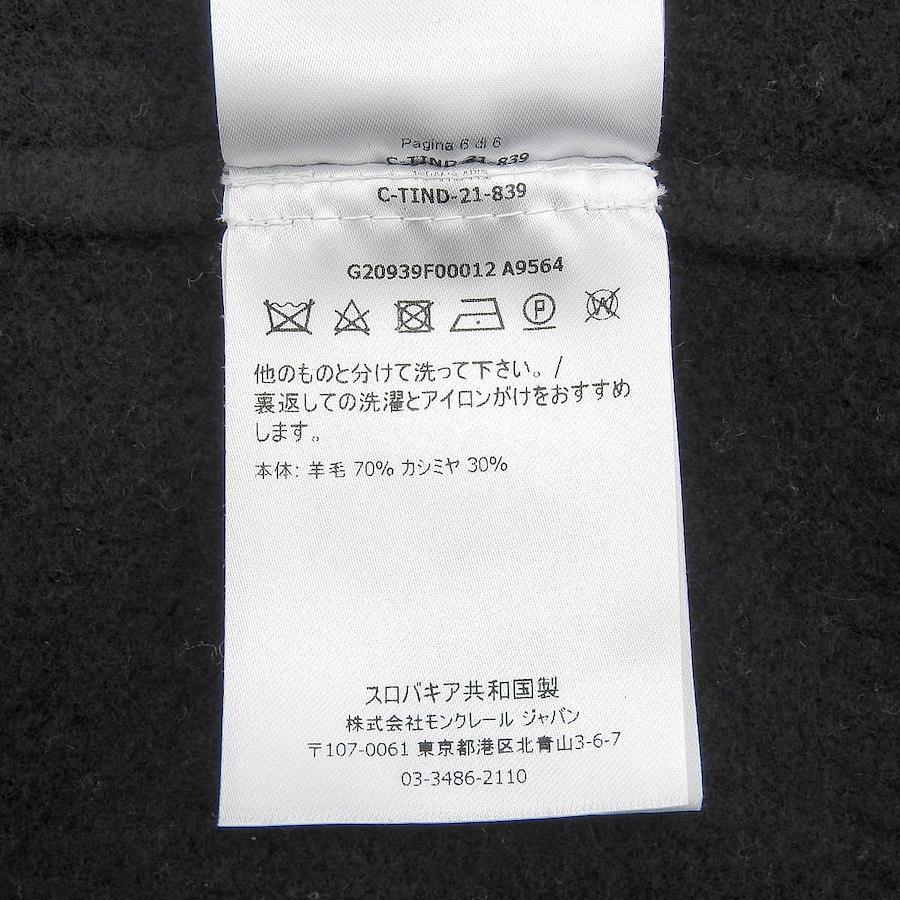 Pagina 6 di 6
C-TIND-21-839
C-TIND-21-839
G20939F00012 A9564
P
W
他のものと分けて洗って下さい。/
裏返しての洗濯とアイロンがけをおすすめ
します。
本体: 羊毛 70% カシミヤ 30%
スロバキア共和国製
株式会社モンクレール ジャパン
〒107-0061 東京都港区北青山3-6-7
03-3486-2110